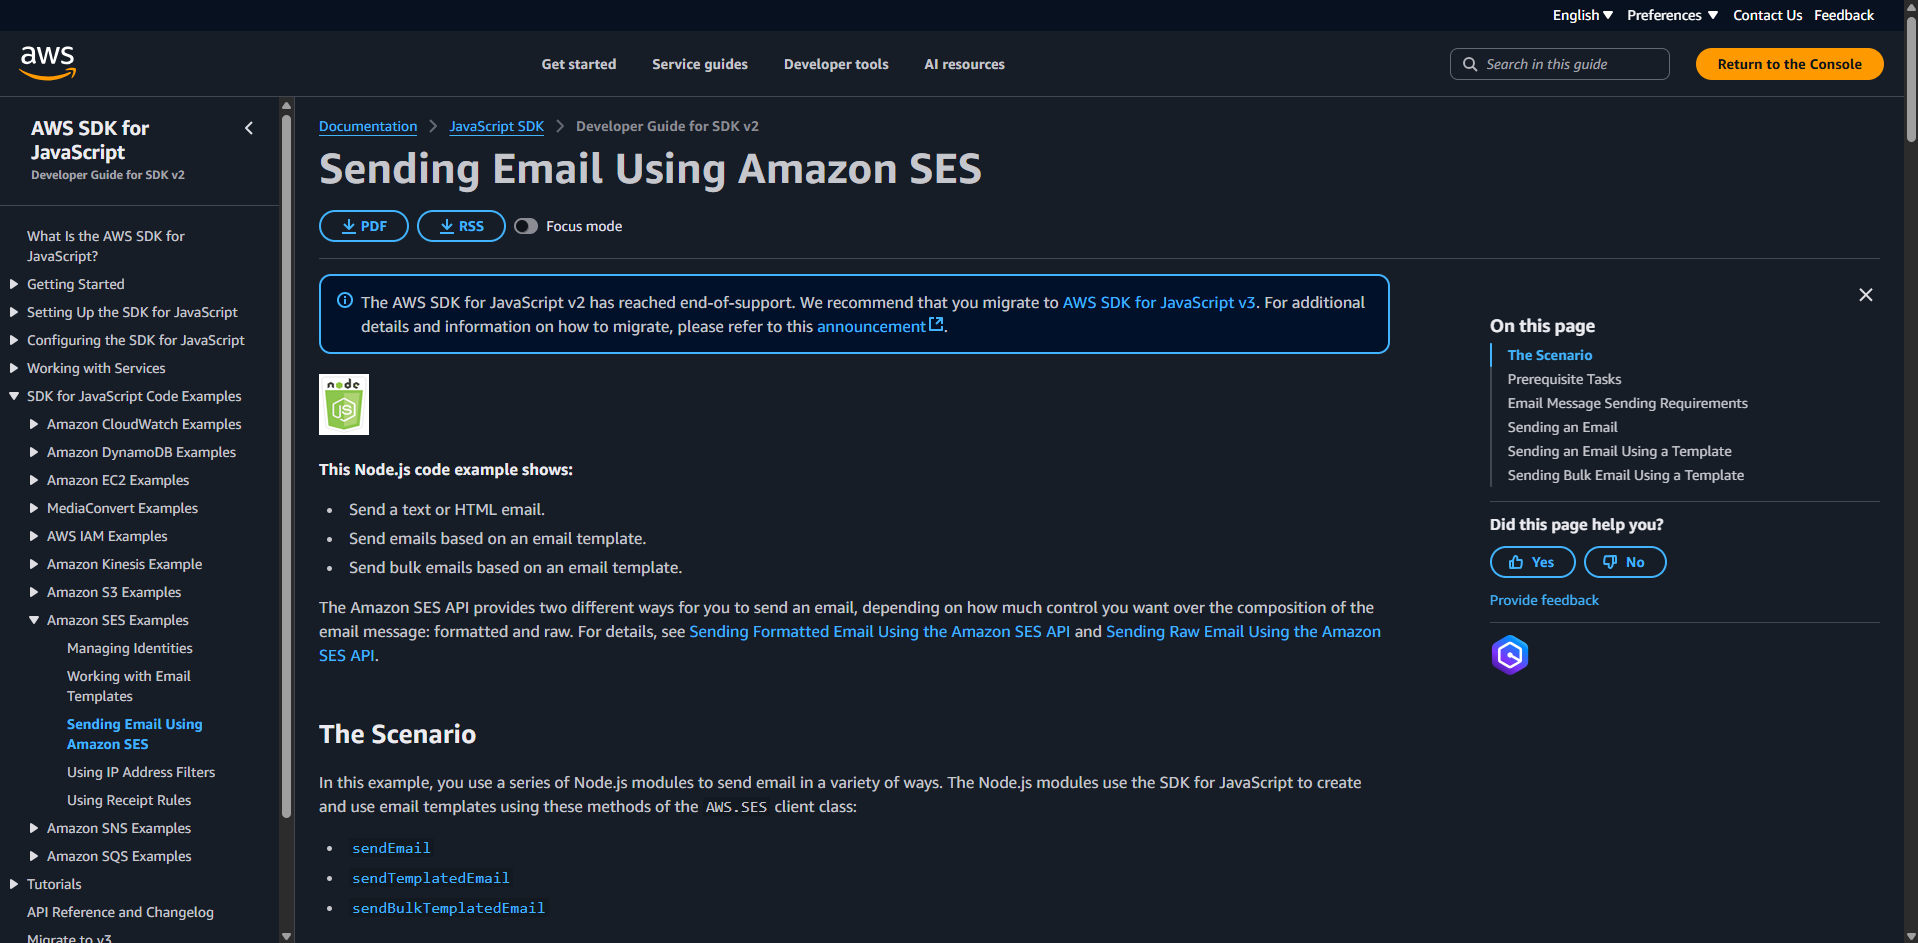 English
Preferences
Contact Us
Feedback
aws
Get started
Service guides
Developer tools
AI resources
Search in this guide
Return to the Console
AWS SDK for
JavaScript
Developer Guide for SDK v2
What Is the AWS SDK for
JavaScript?
Getting Started
Setting Up the SDK for JavaScript
Configuring the SDK for JavaScript
Working with Services
SDK for JavaScript Code Examples
Amazon CloudWatch Examples
Amazon DynamoDB Examples
Amazon EC2 Examples
MediaConvert Examples
AWS IAM Examples
Amazon Kinesis Example
Amazon S3 Examples
Amazon SES Examples
Managing Identities
Working with Email
Templates
Sending Email Using
Amazon SES
Using IP Address Filters
Using Receipt Rules
Amazon SNS Examples
Amazon SQS Examples
Tutorials
API Reference and Changelog
Migrate to v3
Documentation
JavaScript SDK
Developer Guide for SDK v2
Sending Email Using Amazon SES
PDF
RSS
Focus mode
The AWS SDK for JavaScript v2 has reached end-of-support. We recommend that you migrate to AWS SDK for JavaScript v3. For additional
details and information on how to migrate, please refer to this announcement.
node
JS
This Node.js code example shows:
• Send a text or HTML email.
• Send emails based on an email template.
• Send bulk emails based on an email template.
The Amazon SES API provides two different ways for you to send an email, depending on how much control you want over the composition of the
email message: formatted and raw. For details, see Sending Formatted Email Using the Amazon SES API and Sending Raw Email Using the Amazon
SES API.
The Scenario
In this example, you use a series of Node.js modules to send email in a variety of ways. The Node.js modules use the SDK for JavaScript to create
and use email templates using these methods of the AWS.SES client class:
• sendEmail
• sendTemplatedEmail
• sendBulkTemplatedEmail
On this page
The Scenario
Prerequisite Tasks
Email Message Sending Requirements
Sending an Email
Sending an Email Using a Template
Sending Bulk Email Using a Template
Did this page help you?
Yes
No
Provide feedback